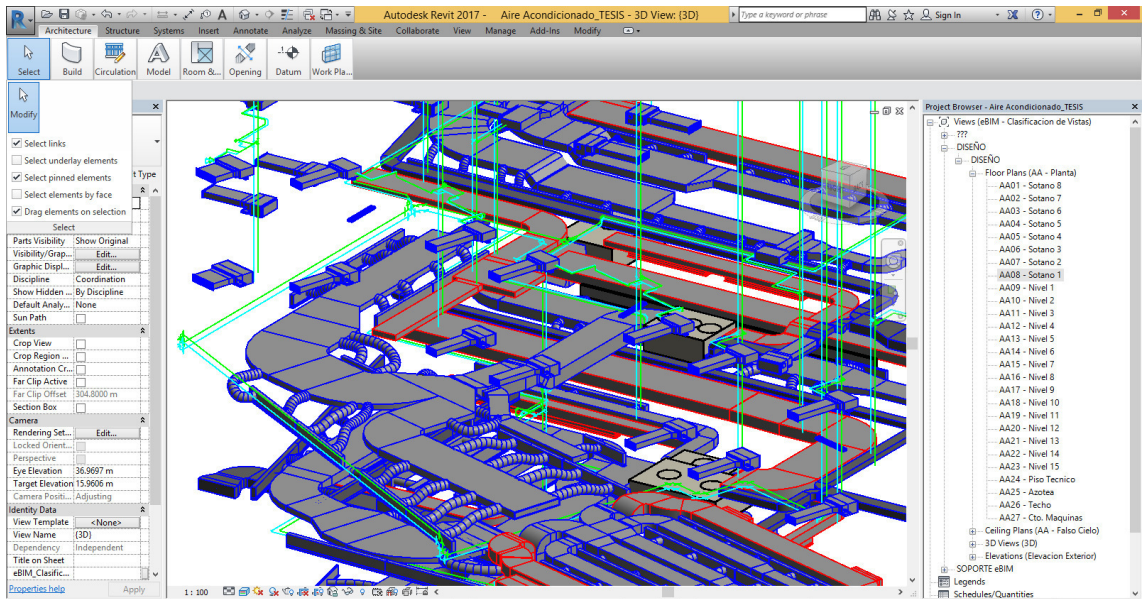 Autodesk Revit 2017 - Aire Acondicionado_TESIS - 3D View: {3D}
Type a keyword or phrase
Sign In
Architecture Structure Systems Insert Annotate Analyze Massing & Site Collaborate View Manage Add-Ins Modify
Select Build Circulation Model Room &... Opening Datum Work Pla...
Modify
Select links
Select underlay elements
Select pinned elements
Select elements by face
Drag elements on selection
Select
t Type
Parts Visibility Show Original
Visibility/Grap... Edit...
Graphic Displ... Edit...
Discipline Coordination
Show Hidden ... By Discipline
Default Analy... None
Sun Path
Extents
Crop View
Crop Region ...
Annotation Cr...
Far Clip Active
Far Clip Offset 304.8000 m
Section Box
Camera
Rendering Set... Edit...
Locked Orient...
Perspective
Eye Elevation 36.9697 m
Target Elevation 15.9606 m
Camera Positi... Adjusting
Identity Data
View Template <None>
View Name {3D}
Dependency Independent
Title on Sheet
eBIM_Clasific...
Properties help Apply
1 : 100
Project Browser - Aire Acondicionado_TESIS
Views (eBIM - Clasificacion de Vistas)
???
DISEÑO
DISEÑO
Floor Plans (AA - Planta)
AA01 - Sotano 8
AA02 - Sotano 7
AA03 - Sotano 6
AA04 - Sotano 5
AA05 - Sotano 4
AA06 - Sotano 3
AA07 - Sotano 2
AA08 - Sotano 1
AA09 - Nivel 1
AA10 - Nivel 2
AA11 - Nivel 3
AA12 - Nivel 4
AA13 - Nivel 5
AA14 - Nivel 6
AA15 - Nivel 7
AA16 - Nivel 8
AA17 - Nivel 9
AA18 - Nivel 10
AA19 - Nivel 11
AA20 - Nivel 12
AA21 - Nivel 13
AA22 - Nivel 14
AA23 - Nivel 15
AA24 - Piso Tecnico
AA25 - Azotea
AA26 - Techo
AA27 - Cto. Maquinas
Ceiling Plans (AA - Falso Cielo)
3D Views (3D)
Elevations (Elevacion Exterior)
SOPORTE eBIM
Legends
Schedules/Quantities